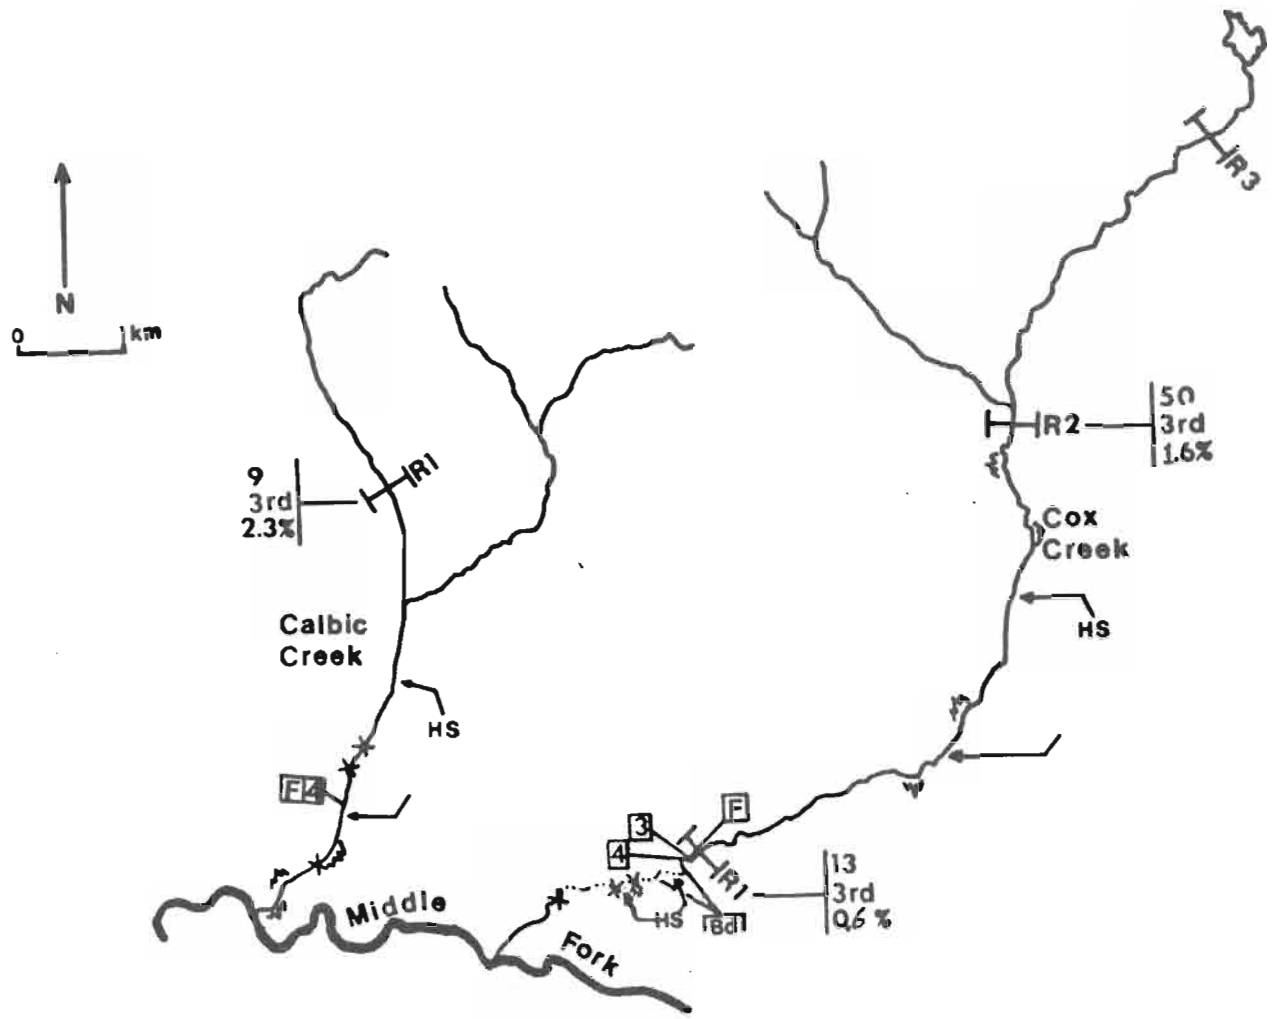 R3
N
0 1km
50
R2 3rd
1.6%
R1
9
3rd
2.3%
Cox
Creek
HS
Calbic
Creek
HS
F4
3
F
4
R1
13
3rd
0.6 %
HS
Bd
Middle
Fork